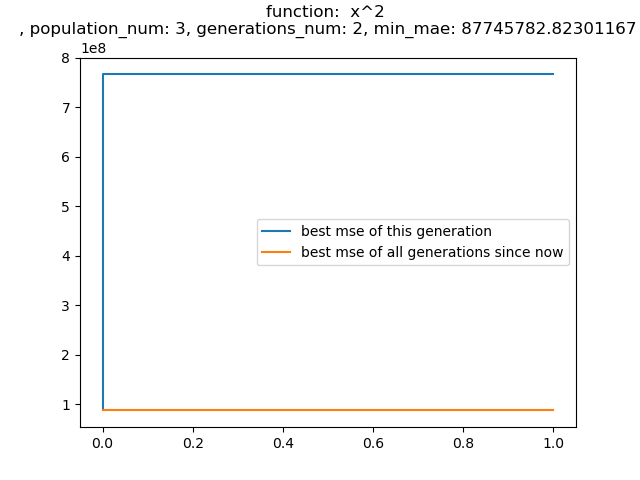 function:  x^2
, population_num: 3, generations_num: 2, min_mae: 87745782.82301167
1e8
8
7
6
5
4
3
2
1
best mse of this generation
best mse of all generations since now
0.0 0.2 0.4 0.6 0.8 1.0